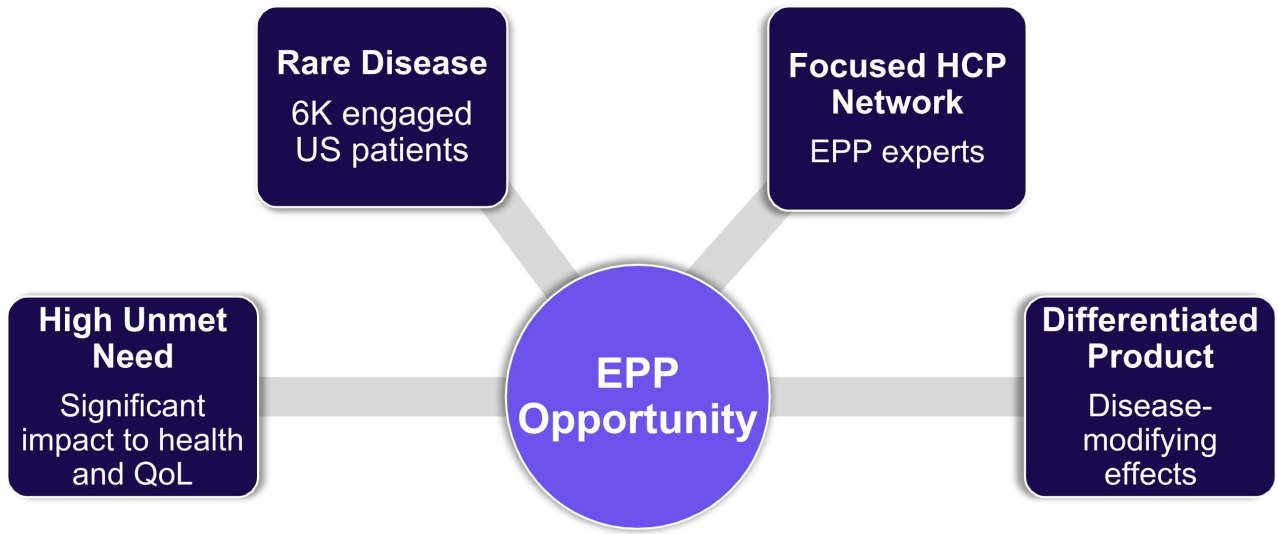 Rare Disease
6K engaged
US patients
Focused HCP
Network
EPP experts
High Unmet
Need
Significant
impact to health
and QoL
EPP
Opportunity
Differentiated
Product
Disease-
modifying
effects